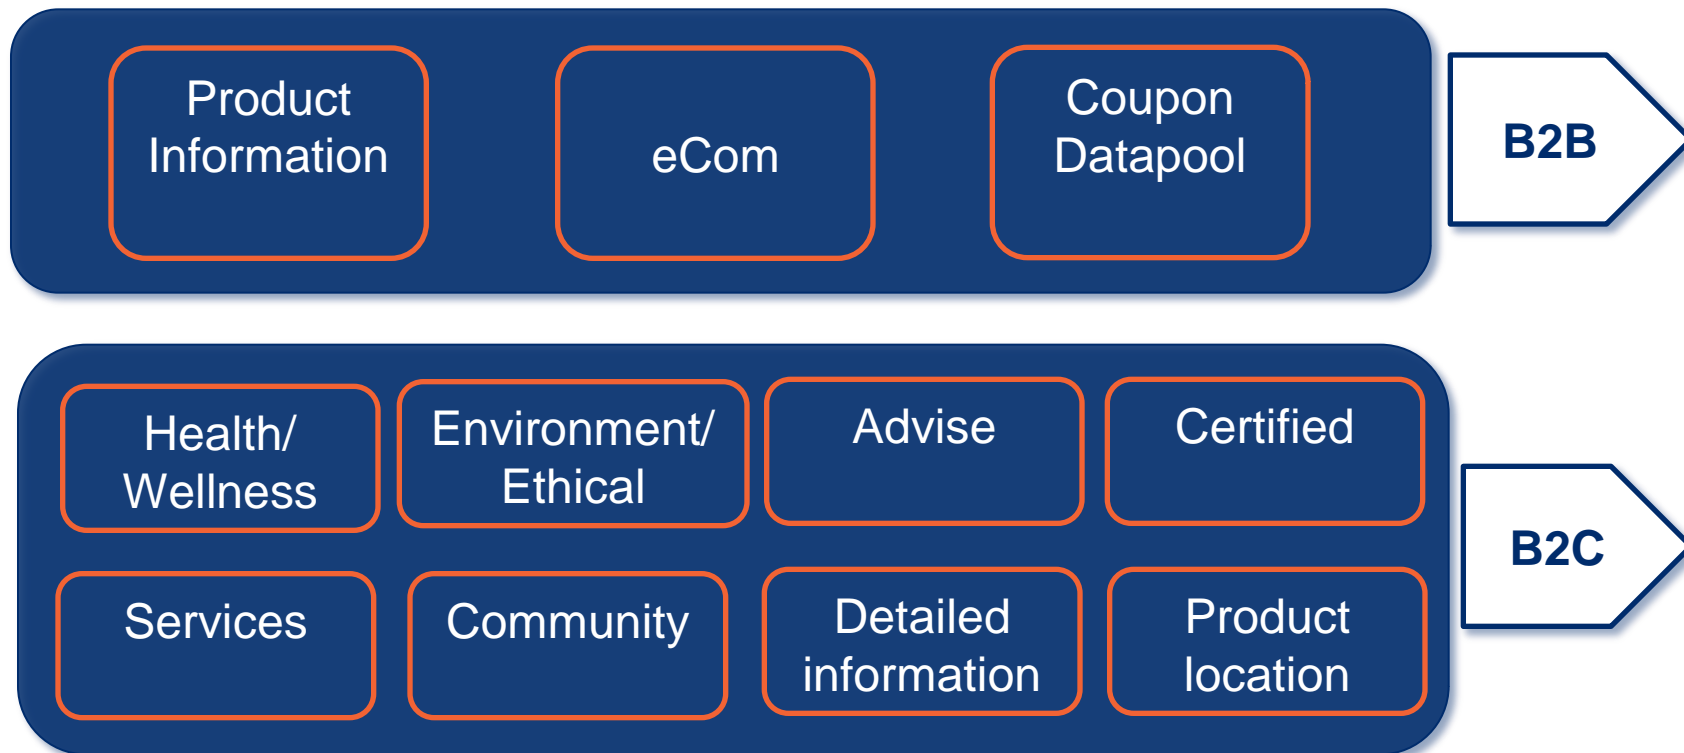 Product
Information
eCom
Coupon
Datapool
B2B
Health/
Wellness
Environment/
Ethical
Advise
Certified
Services
Community
Detailed
information
Product
location
B2C